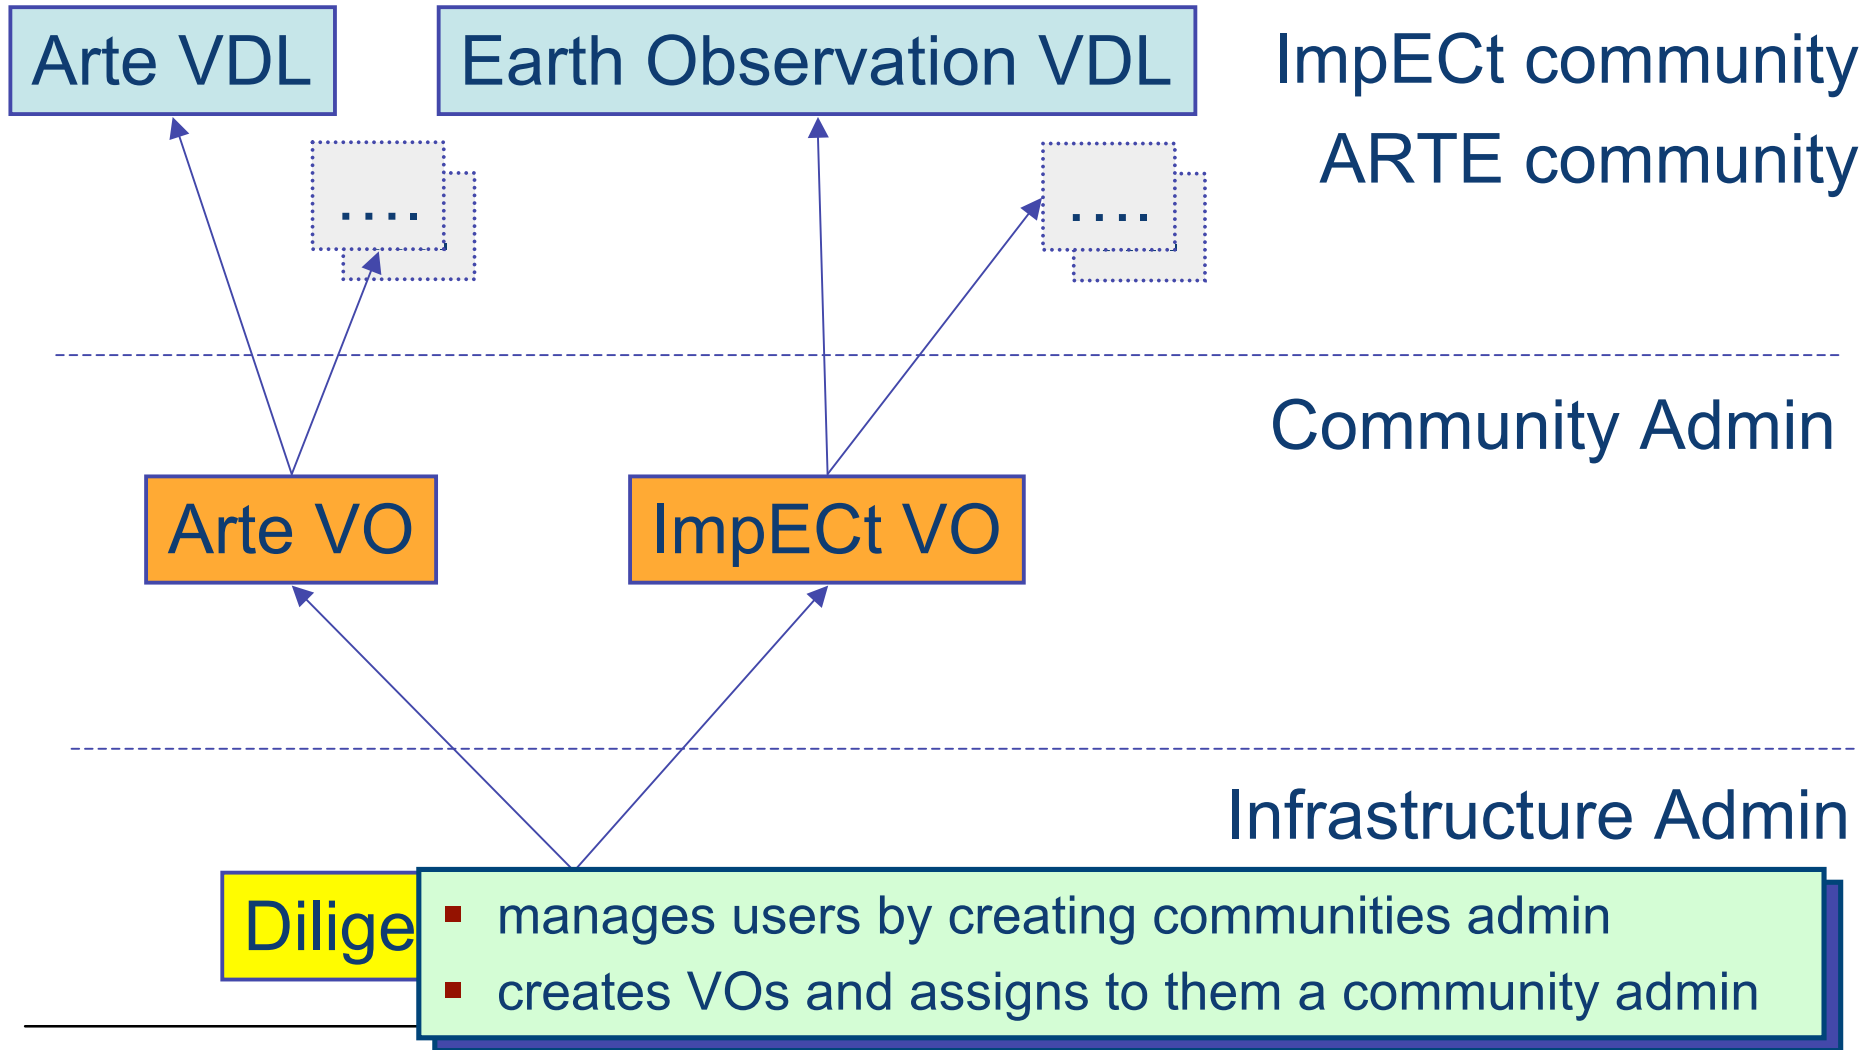 Arte VDL
Earth Observation VDL
ImpECt community
ARTE community
....
....
Community Admin
Arte VO
ImpECt VO
Infrastructure Admin
Dilige
▪ manages users by creating communities admin
▪ creates VOs and assigns to them a community admin